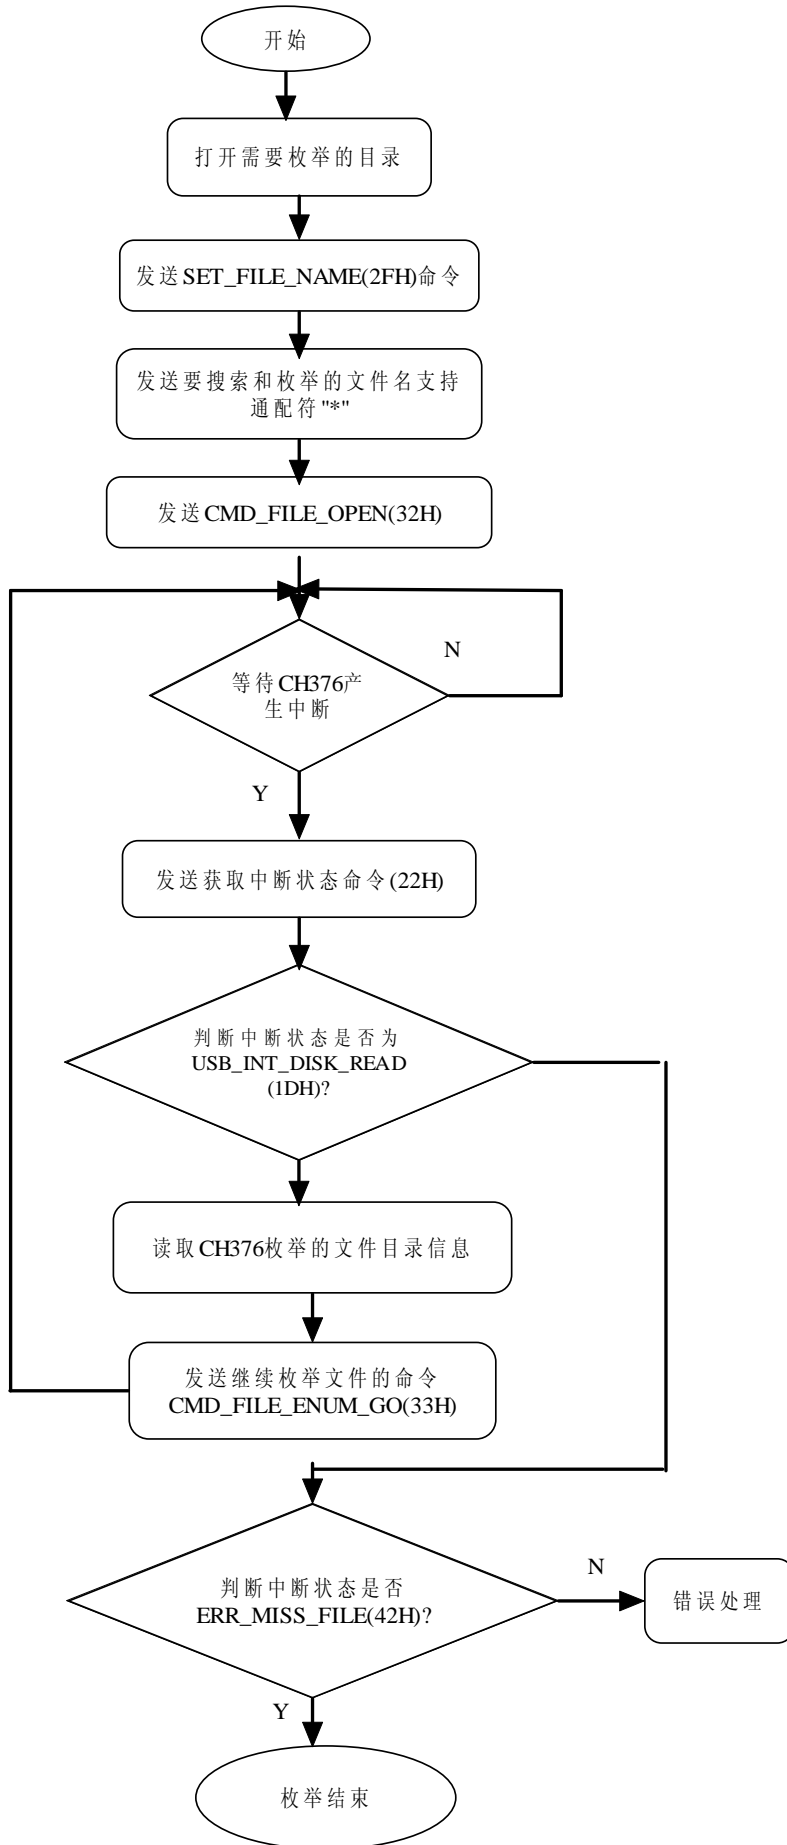 开始
打开需要枚举的目录
发送SET_FILE_NAME(2FH)命令
发送要搜索和枚举的文件名支持
通配符"*"
发送CMD_FILE_OPEN(32H)
N
等待CH376产
生中断
Y
发送获取中断状态命令(22H)
判断中断状态是否为
USB_INT_DISK_READ
(1DH)?
读取CH376枚举的文件目录信息
发送继续枚举文件的命令
CMD_FILE_ENUM_GO(33H)
判断中断状态是否
ERR_MISS_FILE(42H)?
N
错误处理
Y
枚举结束